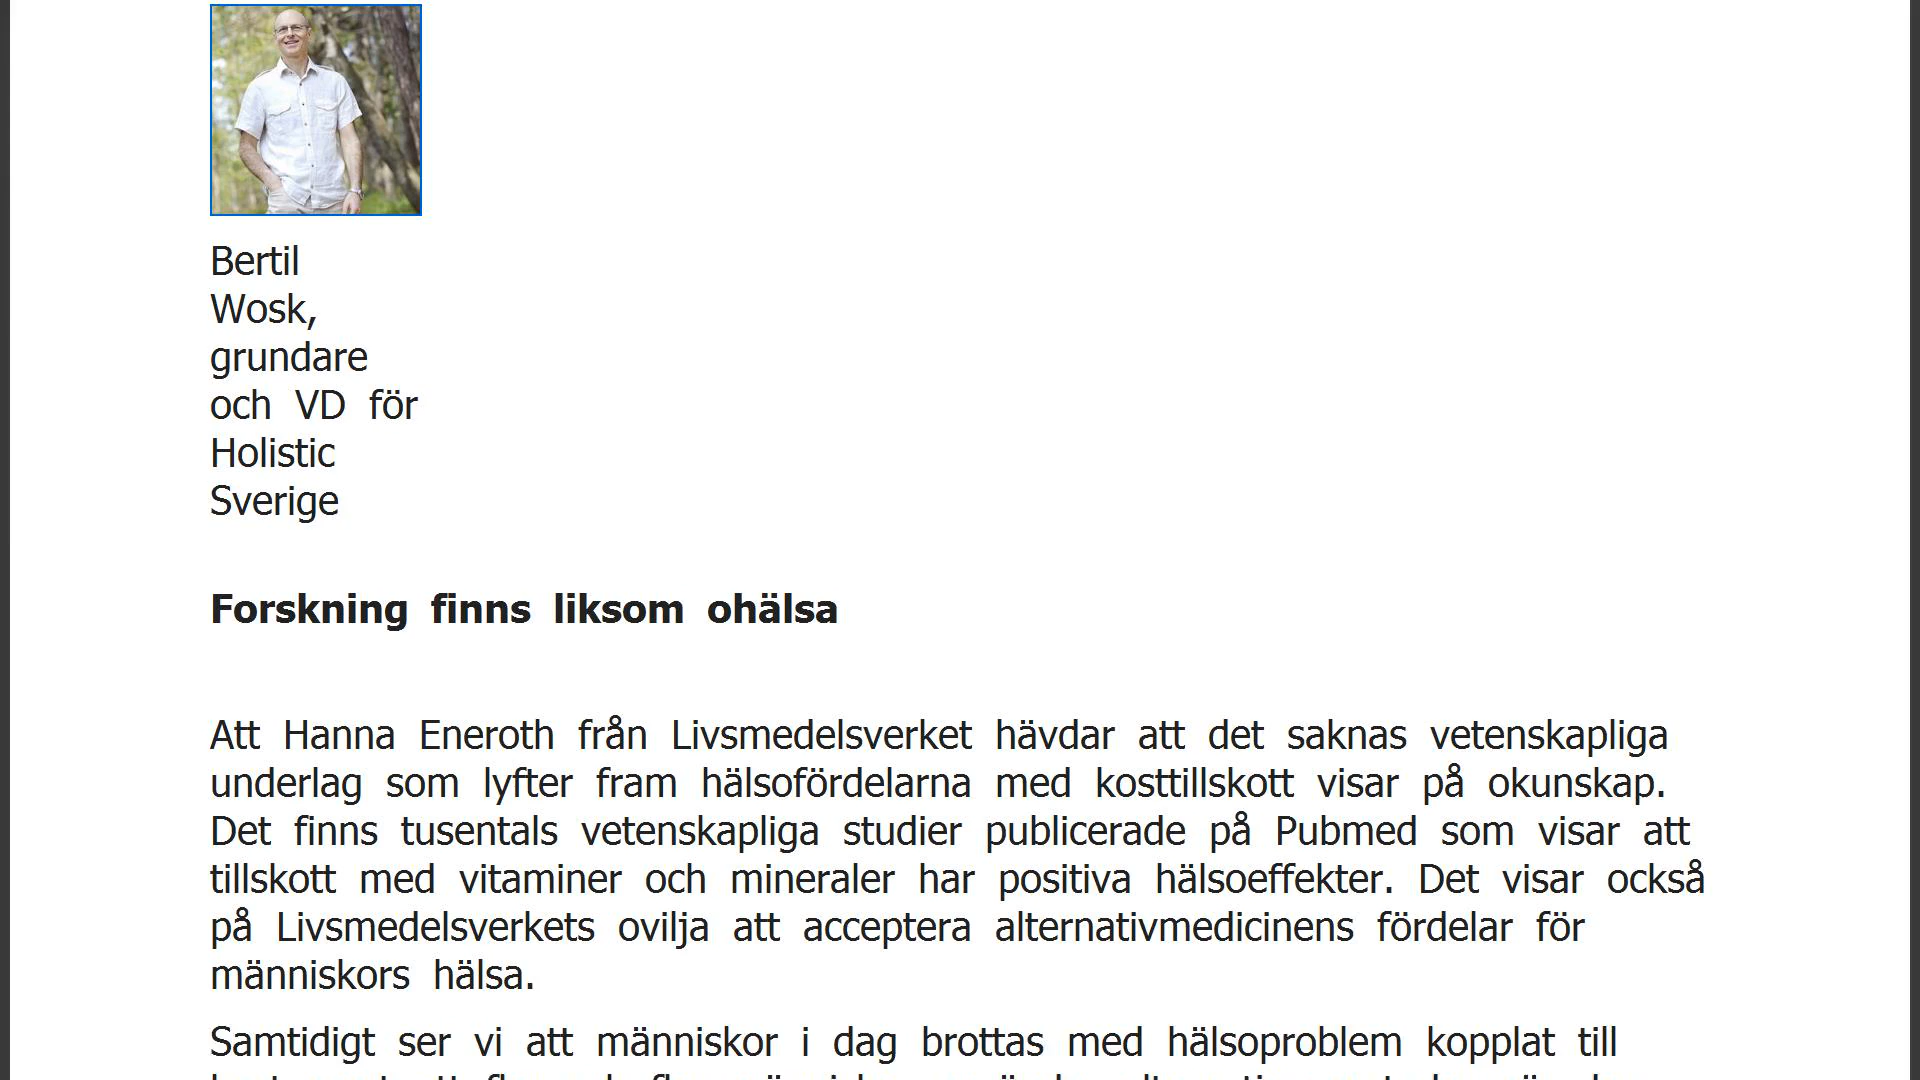 Bertil
Wosk,
grundare
och VD för
Holistic
Sverige
Forskning finns liksom ohälsa
Att Hanna Eneroth från Livsmedelsverket hävdar att det saknas vetenskapliga
underlag som lyfter fram hälsofördelarna med kosttillskott visar på okunskap.
Det finns tusentals vetenskapliga studier publicerade på Pubmed som visar att
tillskott med vitaminer och mineraler har positiva hälsoeffekter. Det visar också
på Livsmedelsverkets ovilja att acceptera alternativmedicinens fördelar för
människors hälsa.
Samtidigt ser vi att människor i dag brottas med hälsoproblem kopplat till